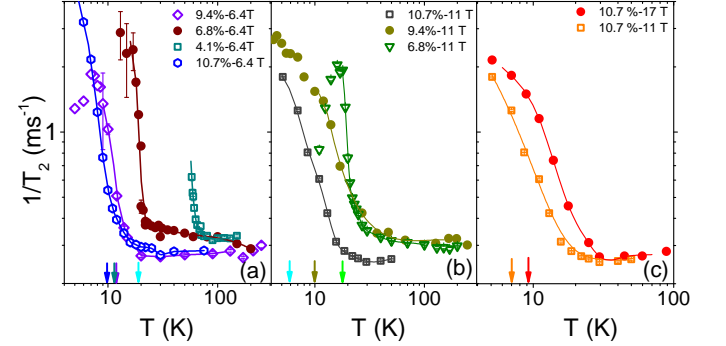 9.4%-6.4T
6.8%-6.4T
4.1%-6.4T
10.7%-6.4 T
10.7%-11 T
9.4%-11 T
6.8%-11 T
10.7 %-17 T
10.7 %-11 T
1/T2 (ms-1)
1
(a)
(b)
(c)
10 100
10 100
10 100
T (K)
T (K)
T (K)